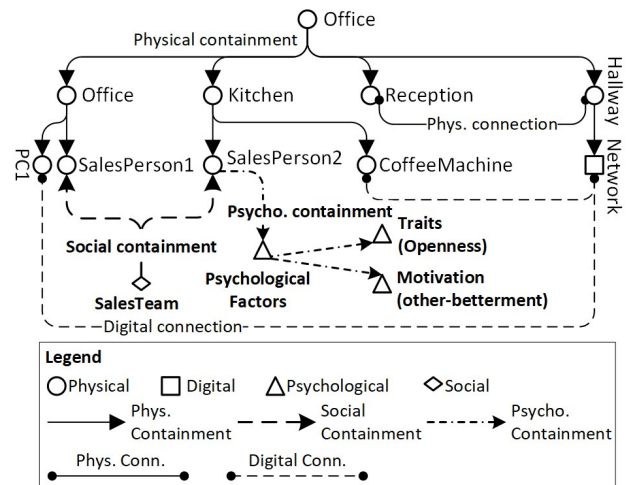 Office
Physical containment
Office
Kitchen
Reception
Hallway
Phys. connection
PC1
SalesPerson1
SalesPerson2
CoffeeMachine
Network
Psycho. containment
Traits
(Openness)
Social containment
Psychological
Factors
Motivation
(other-betterment)
SalesTeam
Digital connection
Legend
Physical
Digital
Psychological
Social
Phys.
Containment
Social
Containment
Psycho.
Containment
Phys. Conn.
Digital Conn.